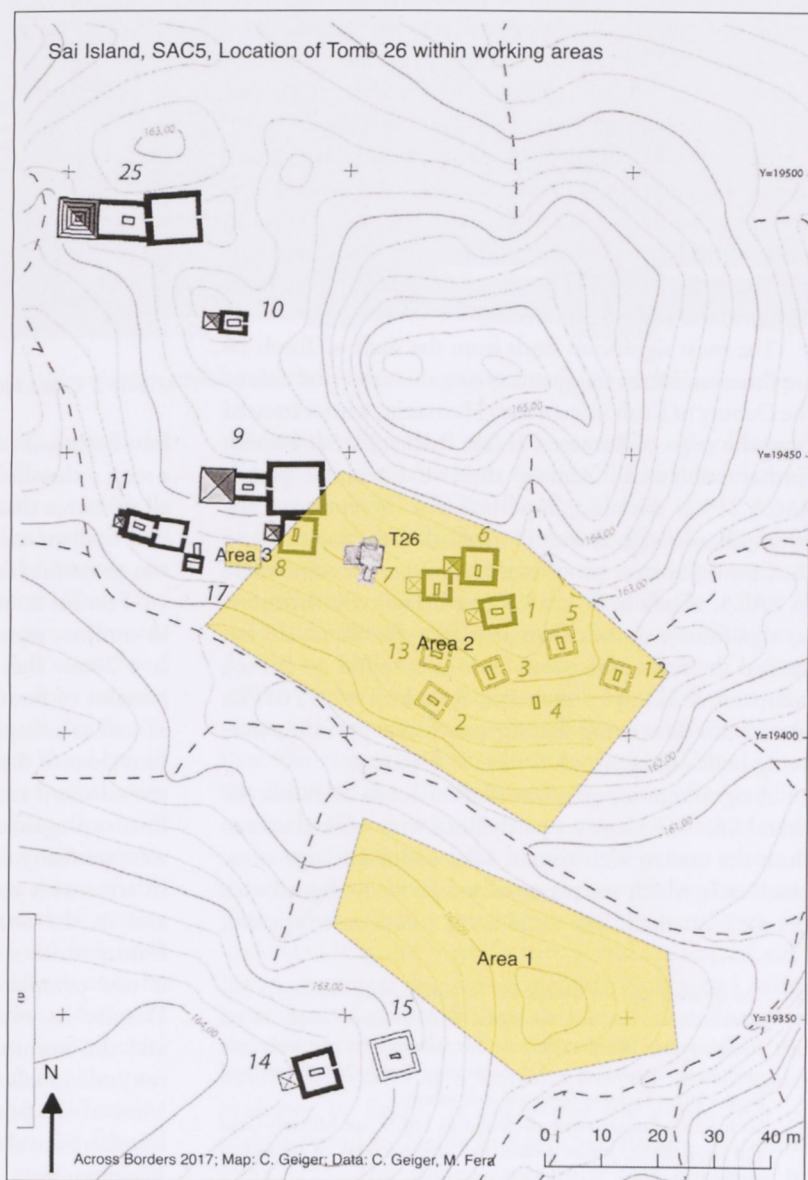 Sai Island, SAC5, Location of Tomb 26 within working areas
163,00
25
Y=19500
10
165,00
9
Y=19450
11
T26
6
164,00
Area 3
8
7
163,00
17
1
5
Area 2
13
3
12
4
2
Y=19400
162,00
161,00
Area 1
163,00
15
164,00
14
Y=19350
N
0 10 20 30 40 m
Across Borders 2017; Map: C. Geiger; Data: C. Geiger, M. Fera